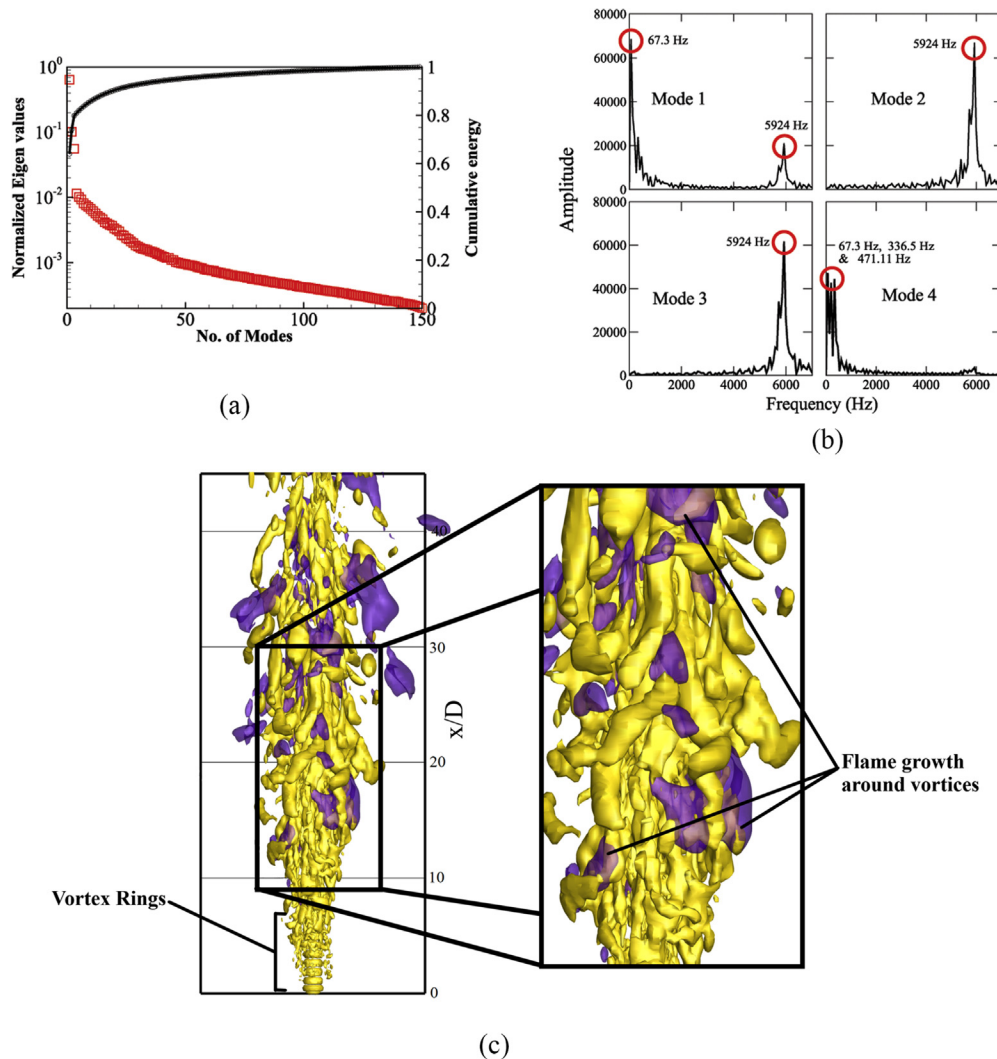 10⁰
10⁻¹
10⁻²
10⁻³
Normalized Eigen values
1
0.8
0.6
0.4
0.2
0
Cumulative energy
0
50
100
150
No. of Modes
(a)
80000
60000
40000
20000
0
67.3 Hz
Mode 1
5924 Hz
5924 Hz
Mode 2
Amplitude
80000
60000
40000
20000
0
5924 Hz
Mode 3
67.3 Hz, 336.5 Hz
& 471.11 Hz
Mode 4
0
2000
4000
6000
0
2000
4000
6000
Frequency (Hz)
(b)
40
30
x/D
20
10
0
Vortex Rings
Flame growth
around vortices
(c)